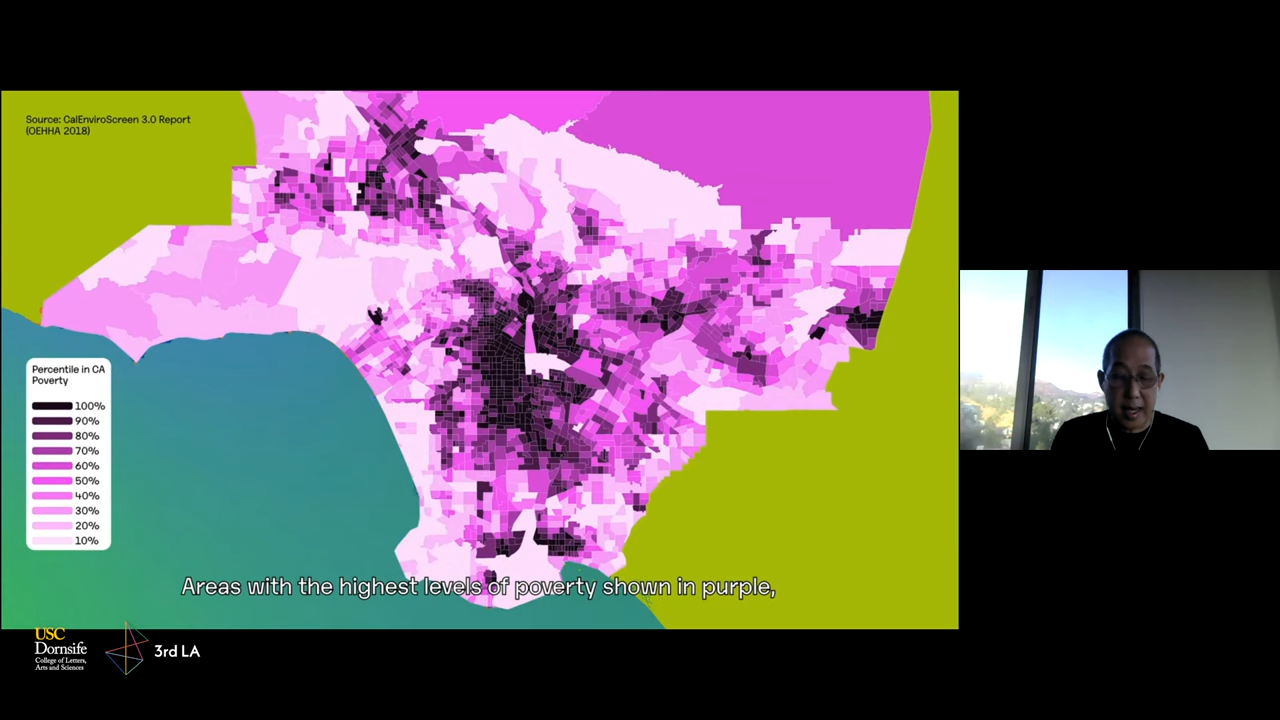 Source: CalEnviroScreen 3.0 Report
(OEHHA 2018)
Percentile in CA
Poverty
100%
90%
80%
70%
60%
50%
40%
30%
20%
10%
Areas with the highest levels of poverty shown in purple,
USC
Dornsife
College of Letters,
Arts and Sciences
3rd LA